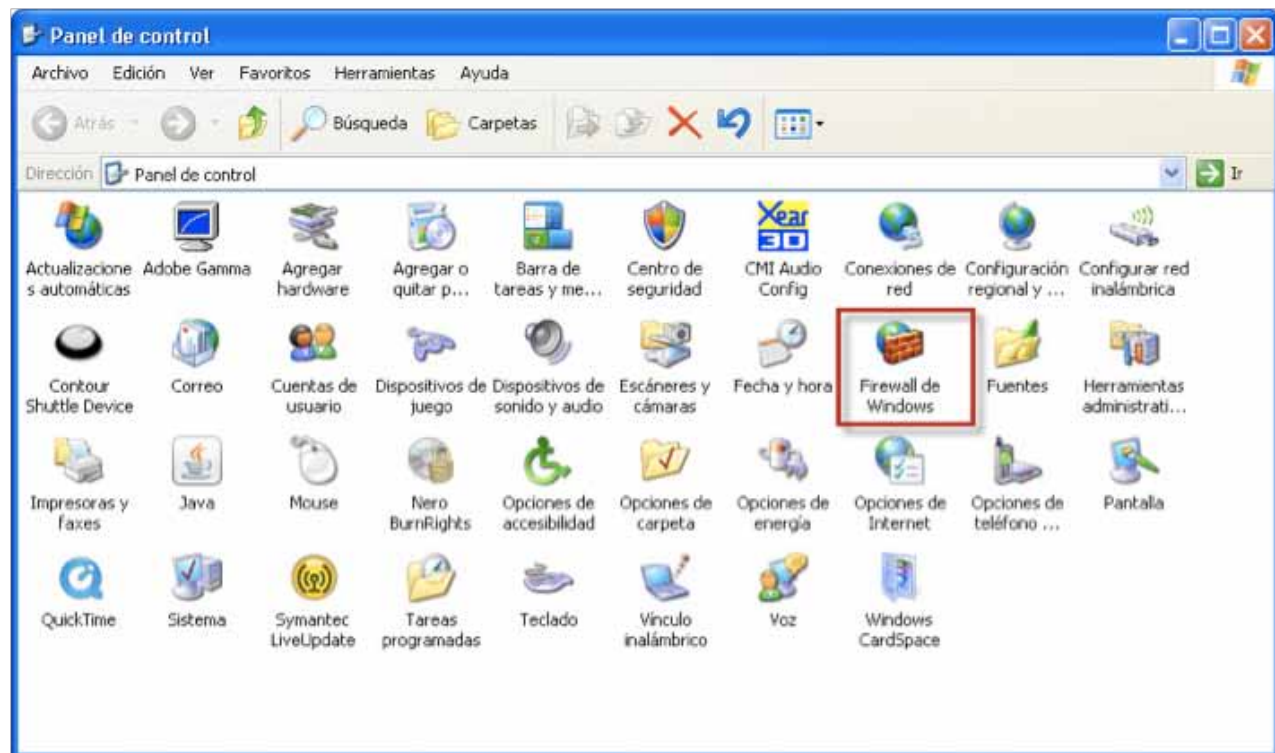 Panel de control
Archivo Edición Ver Favoritos Herramientas Ayuda
Atrás Búsqueda Carpetas
Dirección Panel de control Ir
Xear
3D
Actualizacione Adobe Gamma Agregar Agregar o Barra de Centro de CMI Audio Conexiones de Configuración Configurar red
s automáticas hardware quitar p... tareas y me... seguridad Config red regional y ... inalámbrica
Contour Correo Cuentas de Dispositivos de Dispositivos de Escáneres y Fecha y hora Firewall de Fuentes Herramientas
Shuttle Device usuario juego sonido y audio cámaras Windows administrati...
Impresoras y Java Mouse Nero Opciones de Opciones de Opciones de Opciones de Opciones de Pantalla
faxes BurnRights accesibilidad carpeta energía Internet teléfono ...
QuickTime Sistema Symantec Tareas Teclado Vínculo Voz Windows
LiveUpdate programadas inalámbrico CardSpace